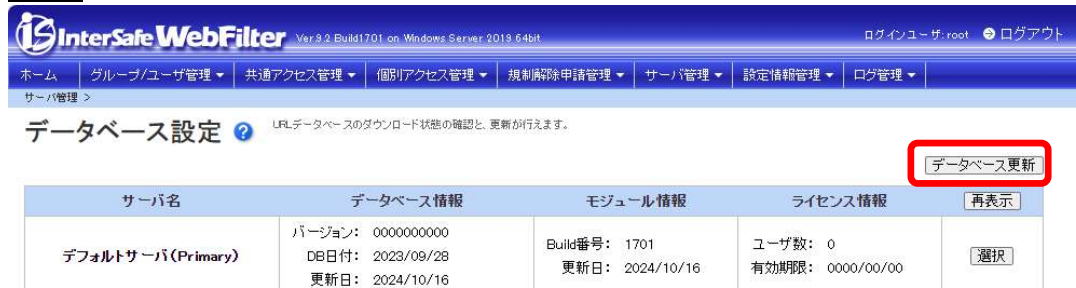 InterSafe WebFilter Ver.9.2 Build1701 on Windows Server 2019 64bit ログインユーザ:root ログアウト
ホーム グループ/ユーザ管理 共通アクセス管理 個別アクセス管理 規制解除申請管理 サーバ管理 設定情報管理 ログ管理
サーバ管理 >
データベース設定 ? URLデータベースのダウンロード状態の確認と、更新が行えます。
データベース更新
サーバ名 データベース情報 モジュール情報 ライセンス情報 再表示
デフォルトサーバ(Primary)
バージョン: 0000000000
DB日付: 2023/09/28
更新日: 2024/10/16
Build番号: 1701
更新日: 2024/10/16
ユーザ数: 0
有効期限: 0000/00/00
選択